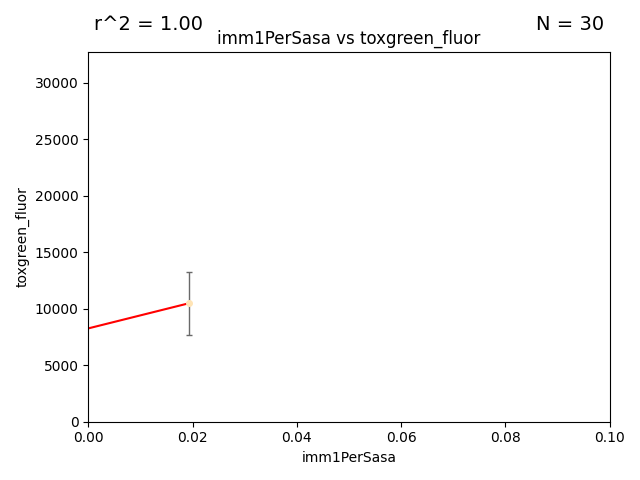 r^2 = 1.00
N = 30
imm1PerSasa vs toxgreen_fluor
30000
25000
20000
15000
10000
5000
0
toxgreen_fluor
0.00 0.02 0.04 0.06 0.08 0.10
imm1PerSasa